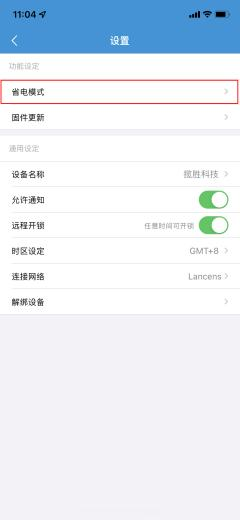 11:04
设置
功能设定
省电模式
固件更新
通用设定
设备名称 揽胜科技
允许通知
远程开锁 任意时间可开锁
时区设定 GMT+8
连接网络 Lancens
解绑设备